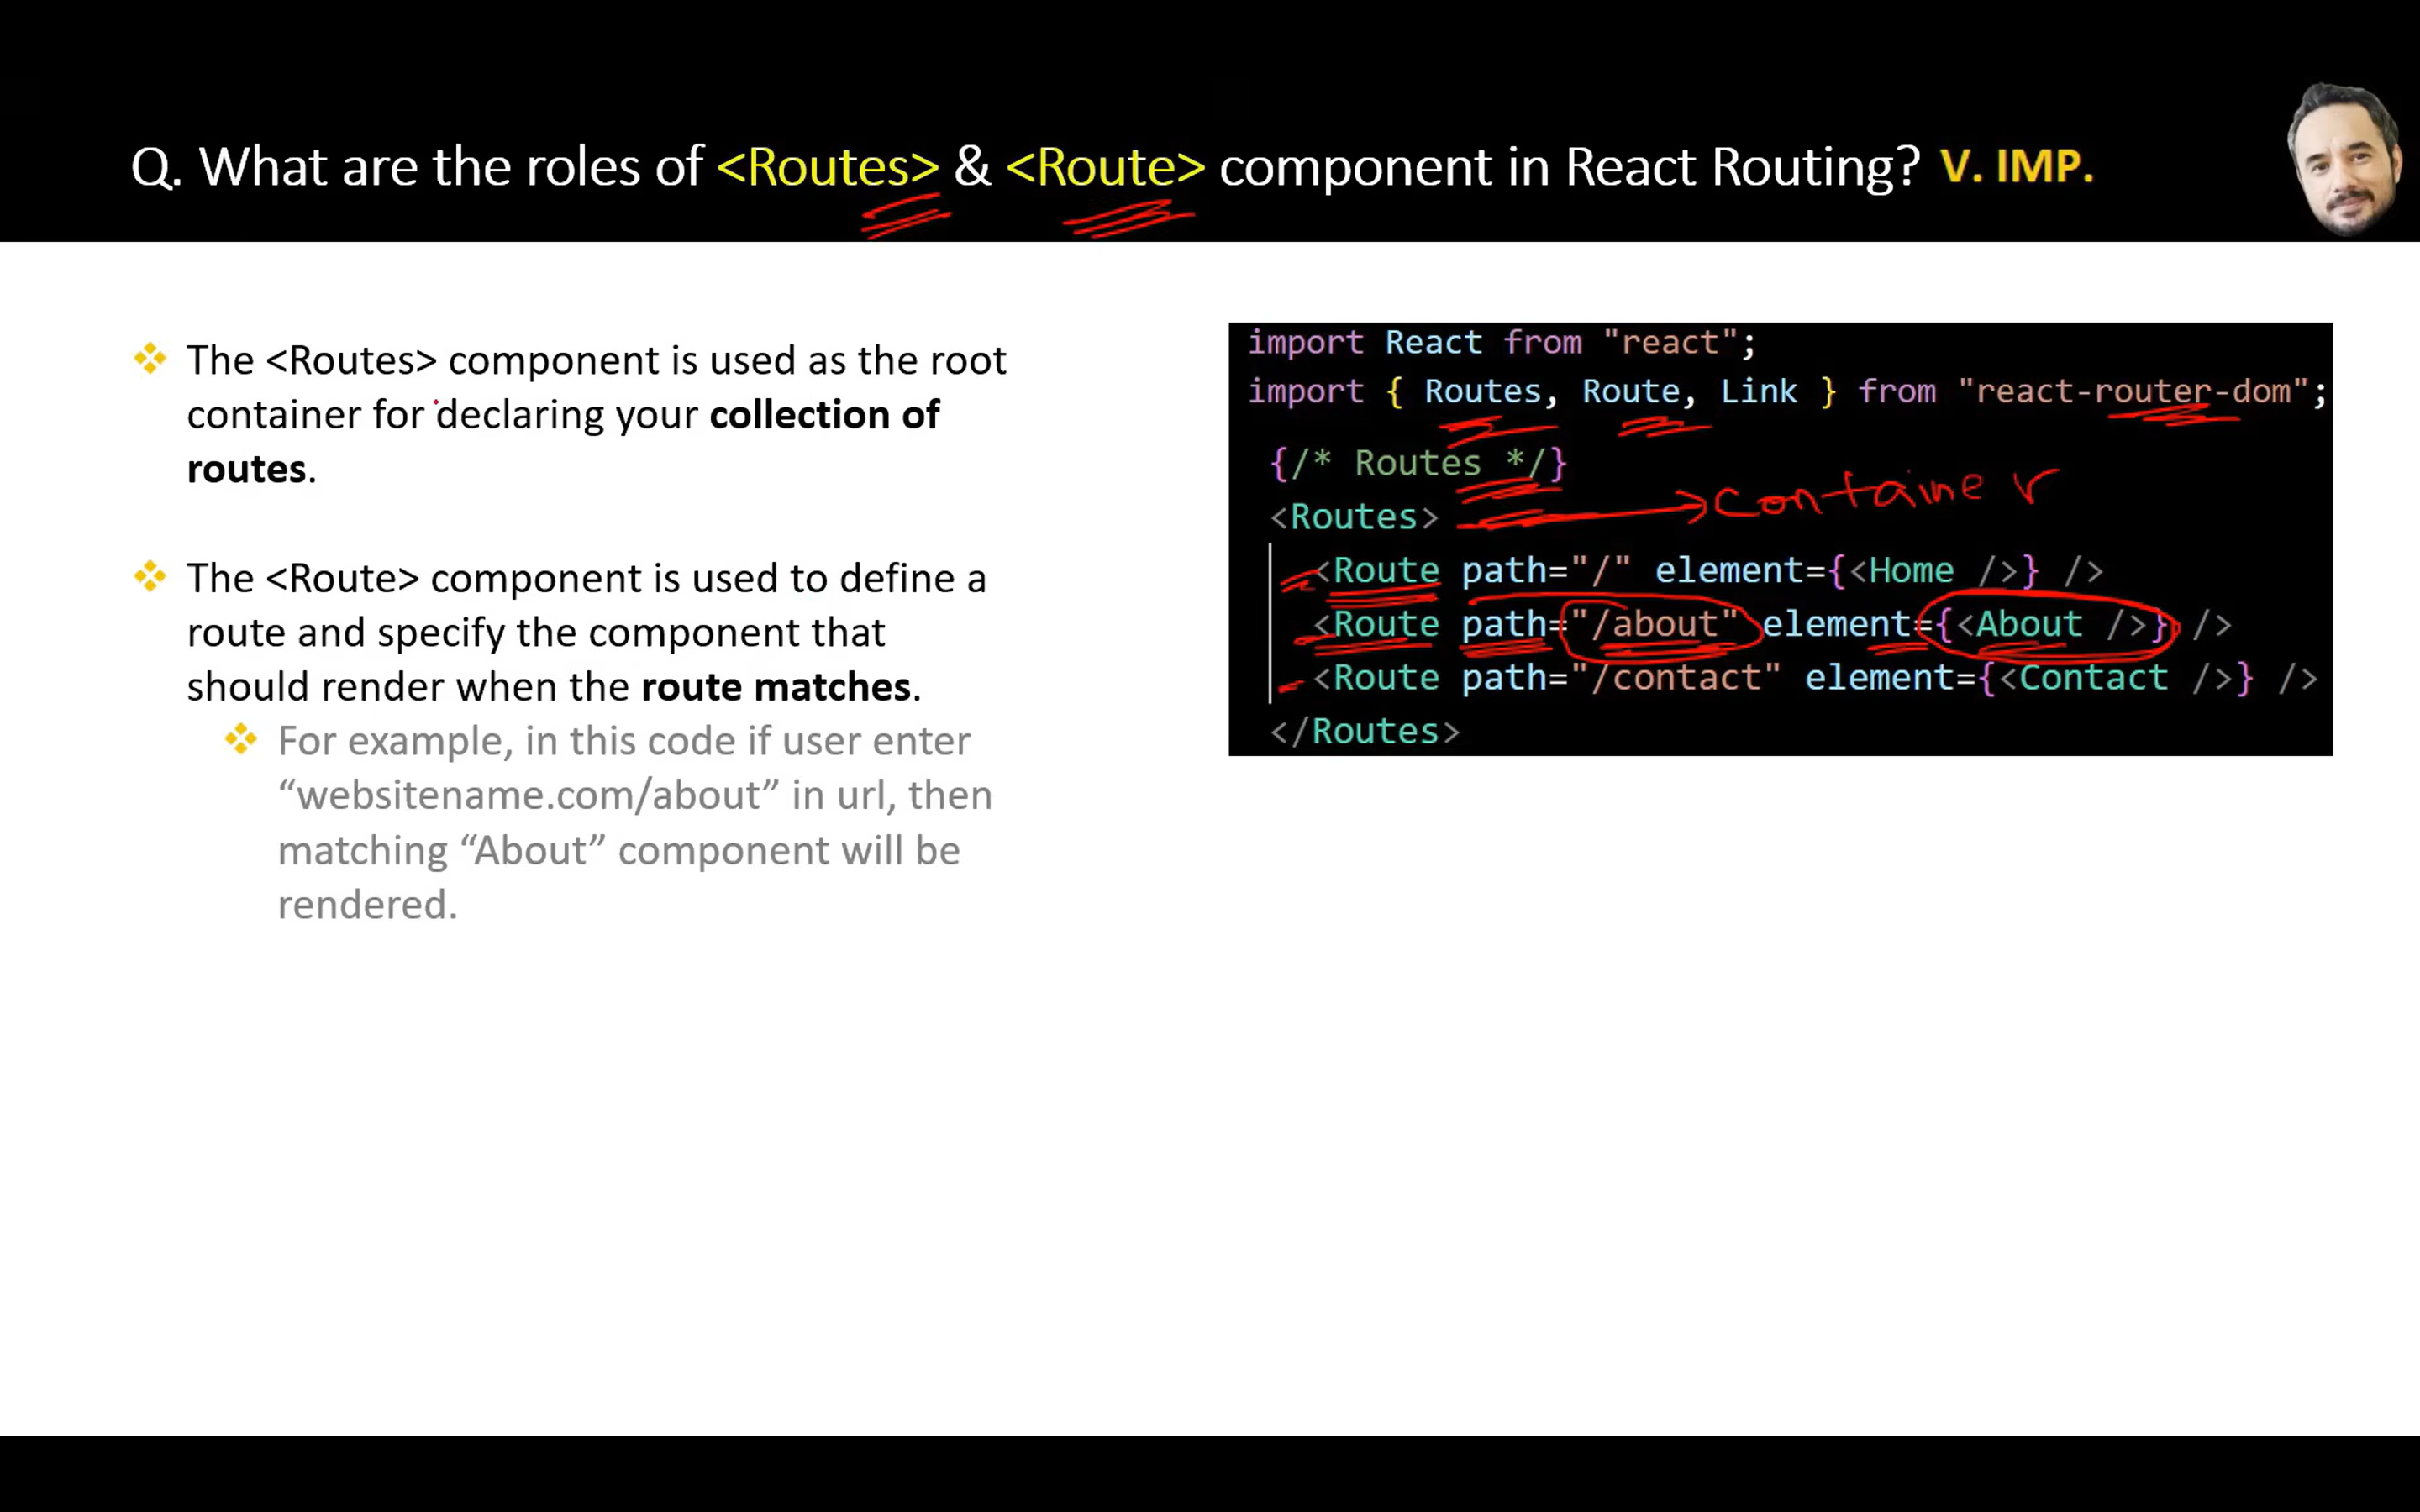 Q. What are the roles of <Routes> & <Route> component in React Routing? V. IMP.
The <Routes> component is used as the root
container for declaring your collection of
routes.
The <Route> component is used to define a
route and specify the component that
should render when the route matches.
For example, in this code if user enter
“websitename.com/about” in url, then
matching “About” component will be
rendered.
import React from "react";
import { Routes, Route, Link } from "react-router-dom";
{/* Routes */}
<Routes>
container
<Route path="/" element={<Home />} />
<Route path="/about" element={<About />} />
<Route path="/contact" element={<Contact />} />
</Routes>